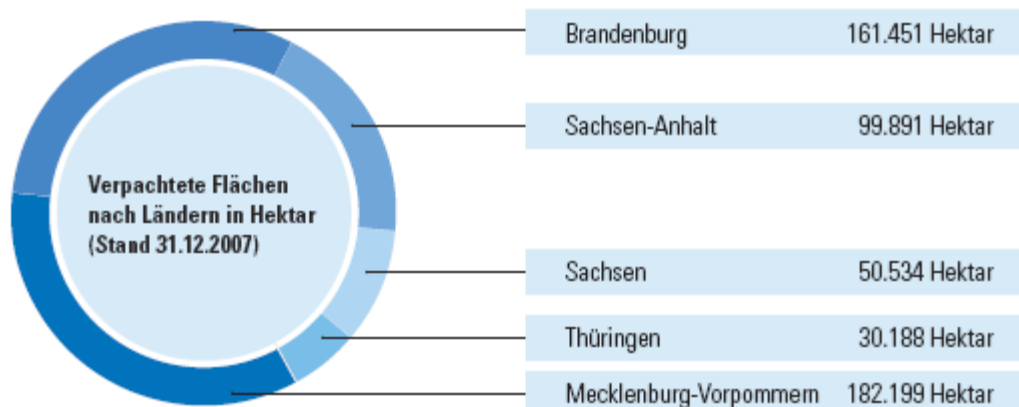 Verpachtete Flächen
nach Ländern in Hektar
(Stand 31.12.2007)
Brandenburg 161.451 Hektar
Sachsen-Anhalt 99.891 Hektar
Sachsen 50.534 Hektar
Thüringen 30.188 Hektar
Mecklenburg-Vorpommern 182.199 Hektar